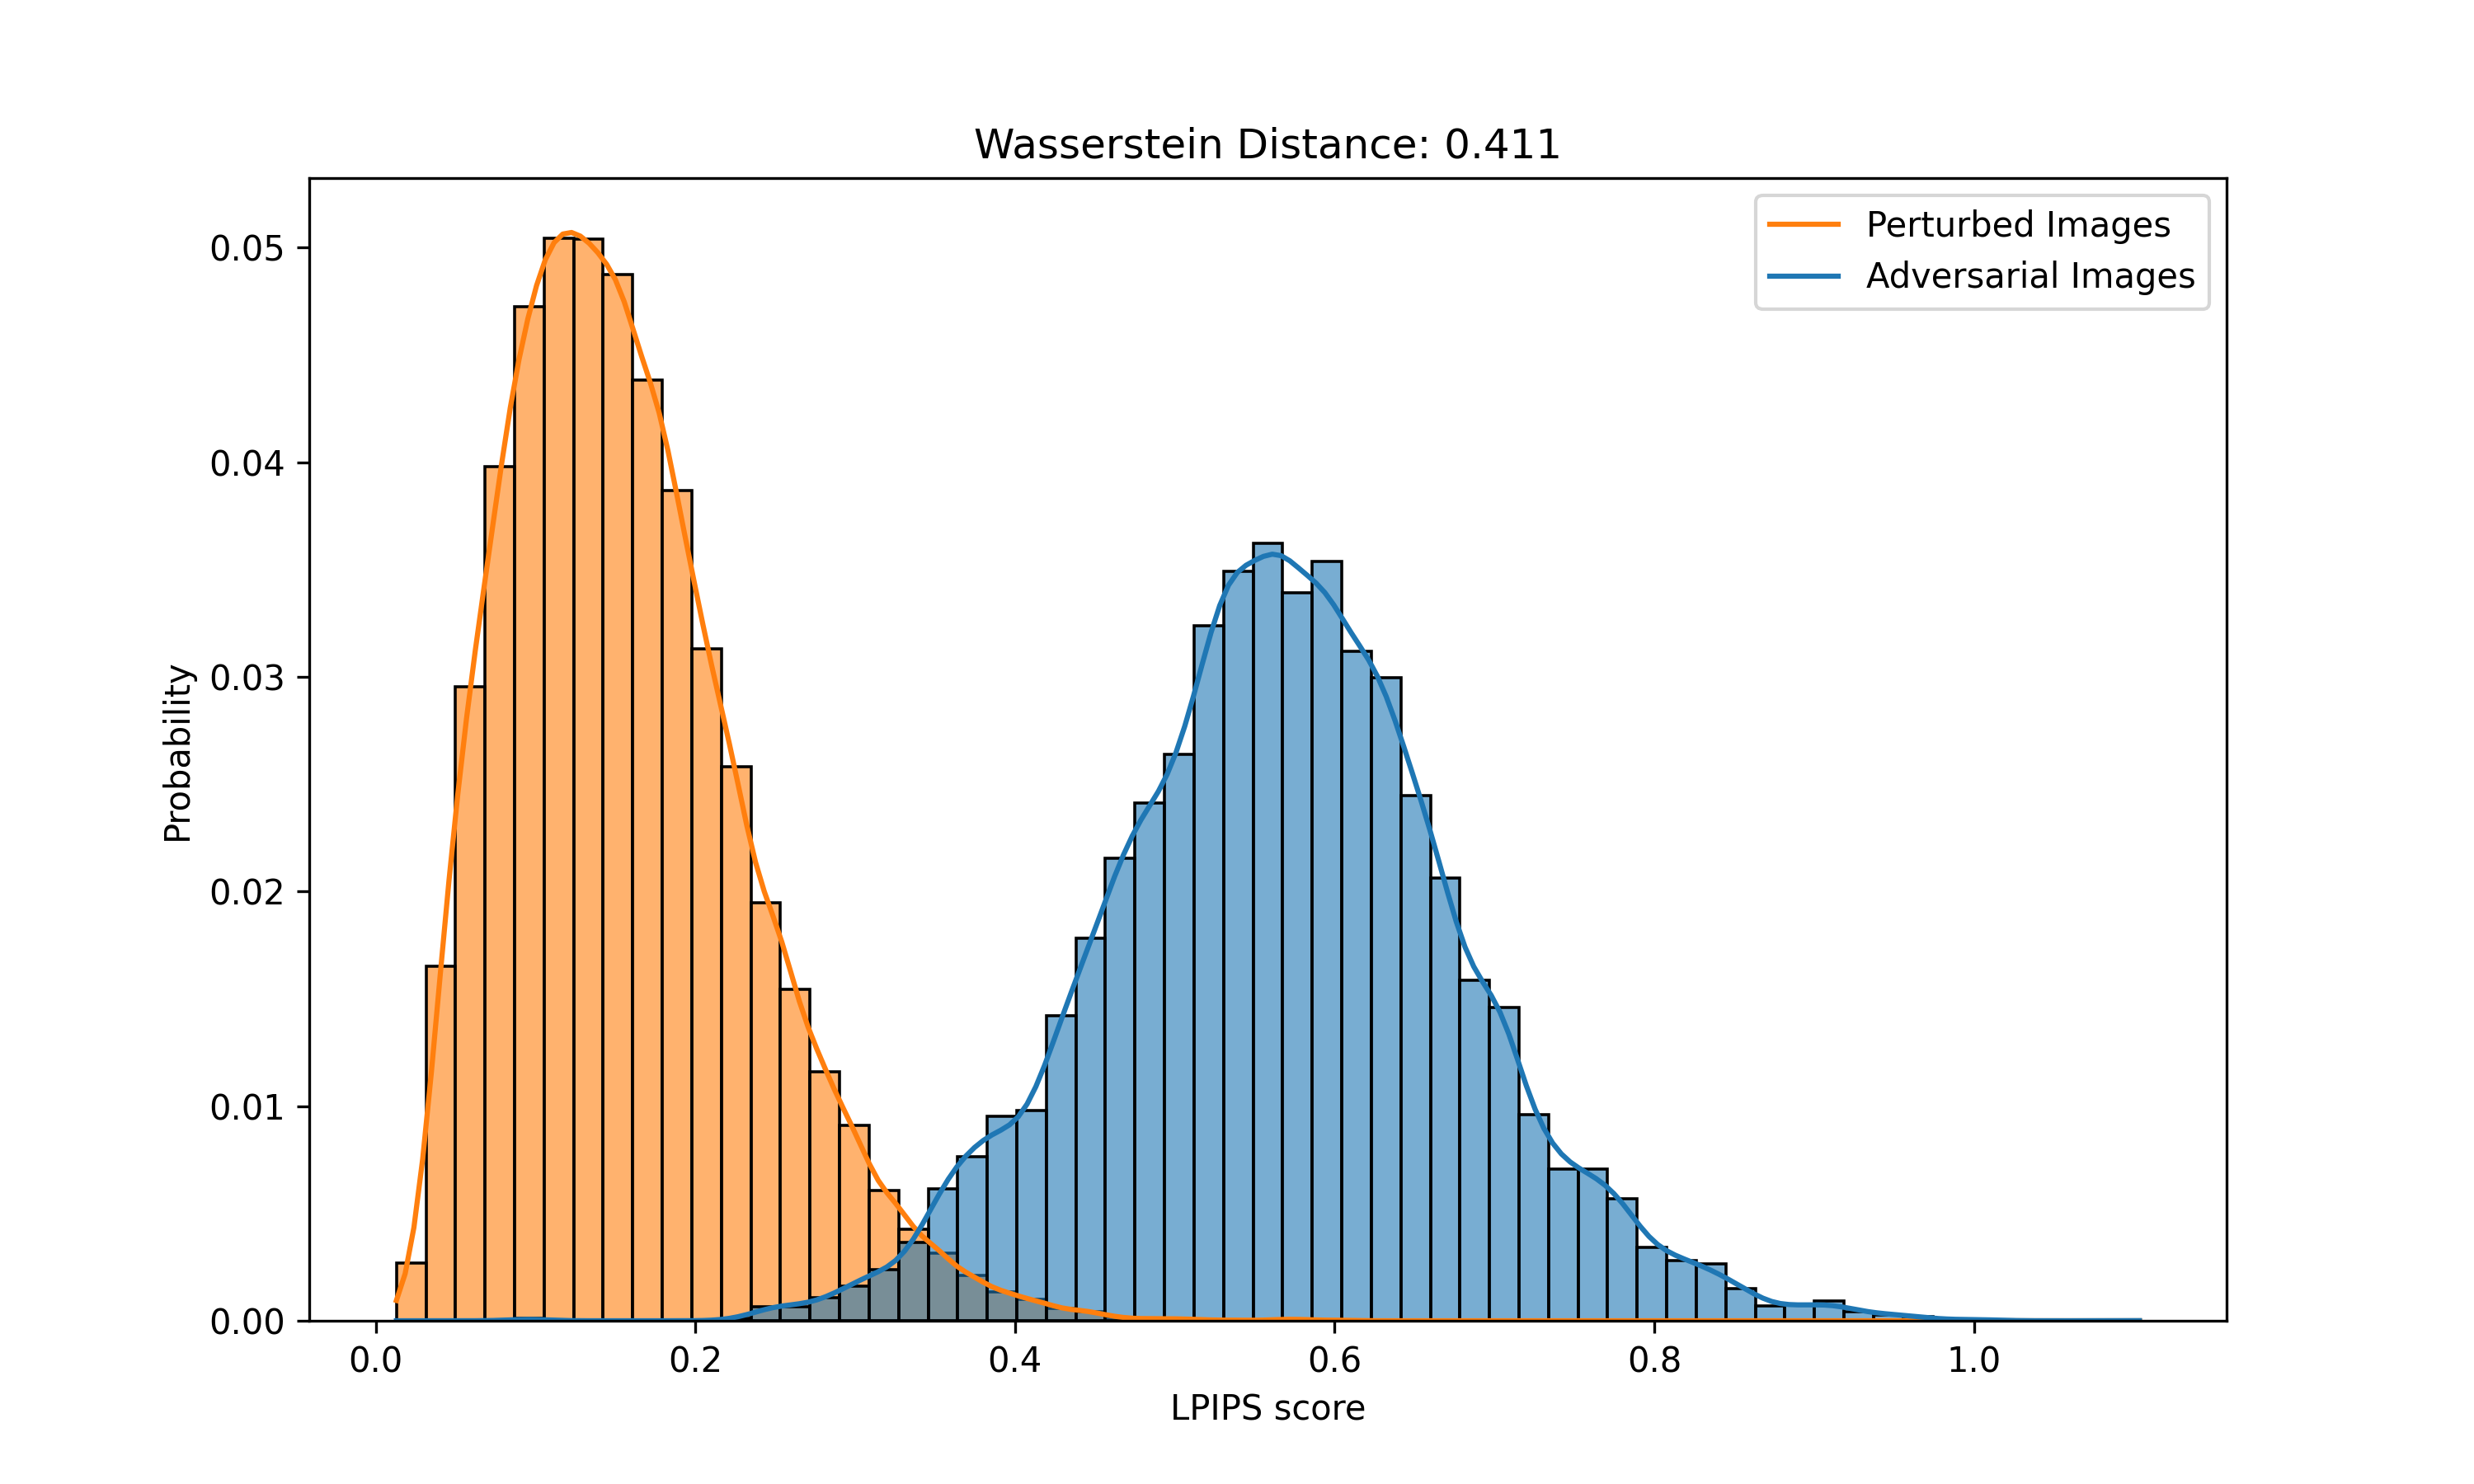 Wasserstein Distance: 0.411
Perturbed Images
Adversarial Images
Probability
0.05
0.04
0.03
0.02
0.01
0.00
0.0 0.2 0.4 0.6 0.8 1.0
LPIPS score